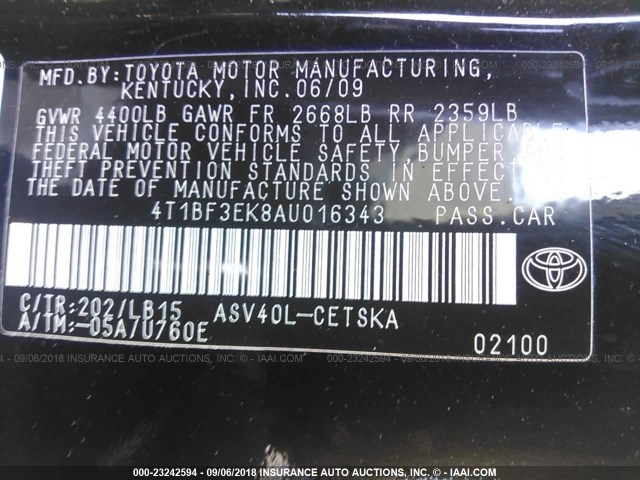 MFD.BY: TOYOTA MOTOR MANUFACTURING,
KENTUCKY, INC. 06/09
GVWR 4400LB GAWR FR 2668LB RR 2359LB
THIS VEHICLE CONFORMS TO ALL APPLICABLE
FEDERAL MOTOR VEHICLE SAFETY, BUMPER,
THEFT PREVENTION STANDARDS IN EFFECT
THE DATE OF MANUFACTURE SHOWN ABOVE.
4T1BF3EK8AU016343 PASS.CAR
C/TR:202/LB15 ASV40L-CETSKA
A/TM:-05A/U760E
02100
000-23242594 - 09/06/2018 - © INSURANCE AUTO AUCTIONS - © - IAAI.COM